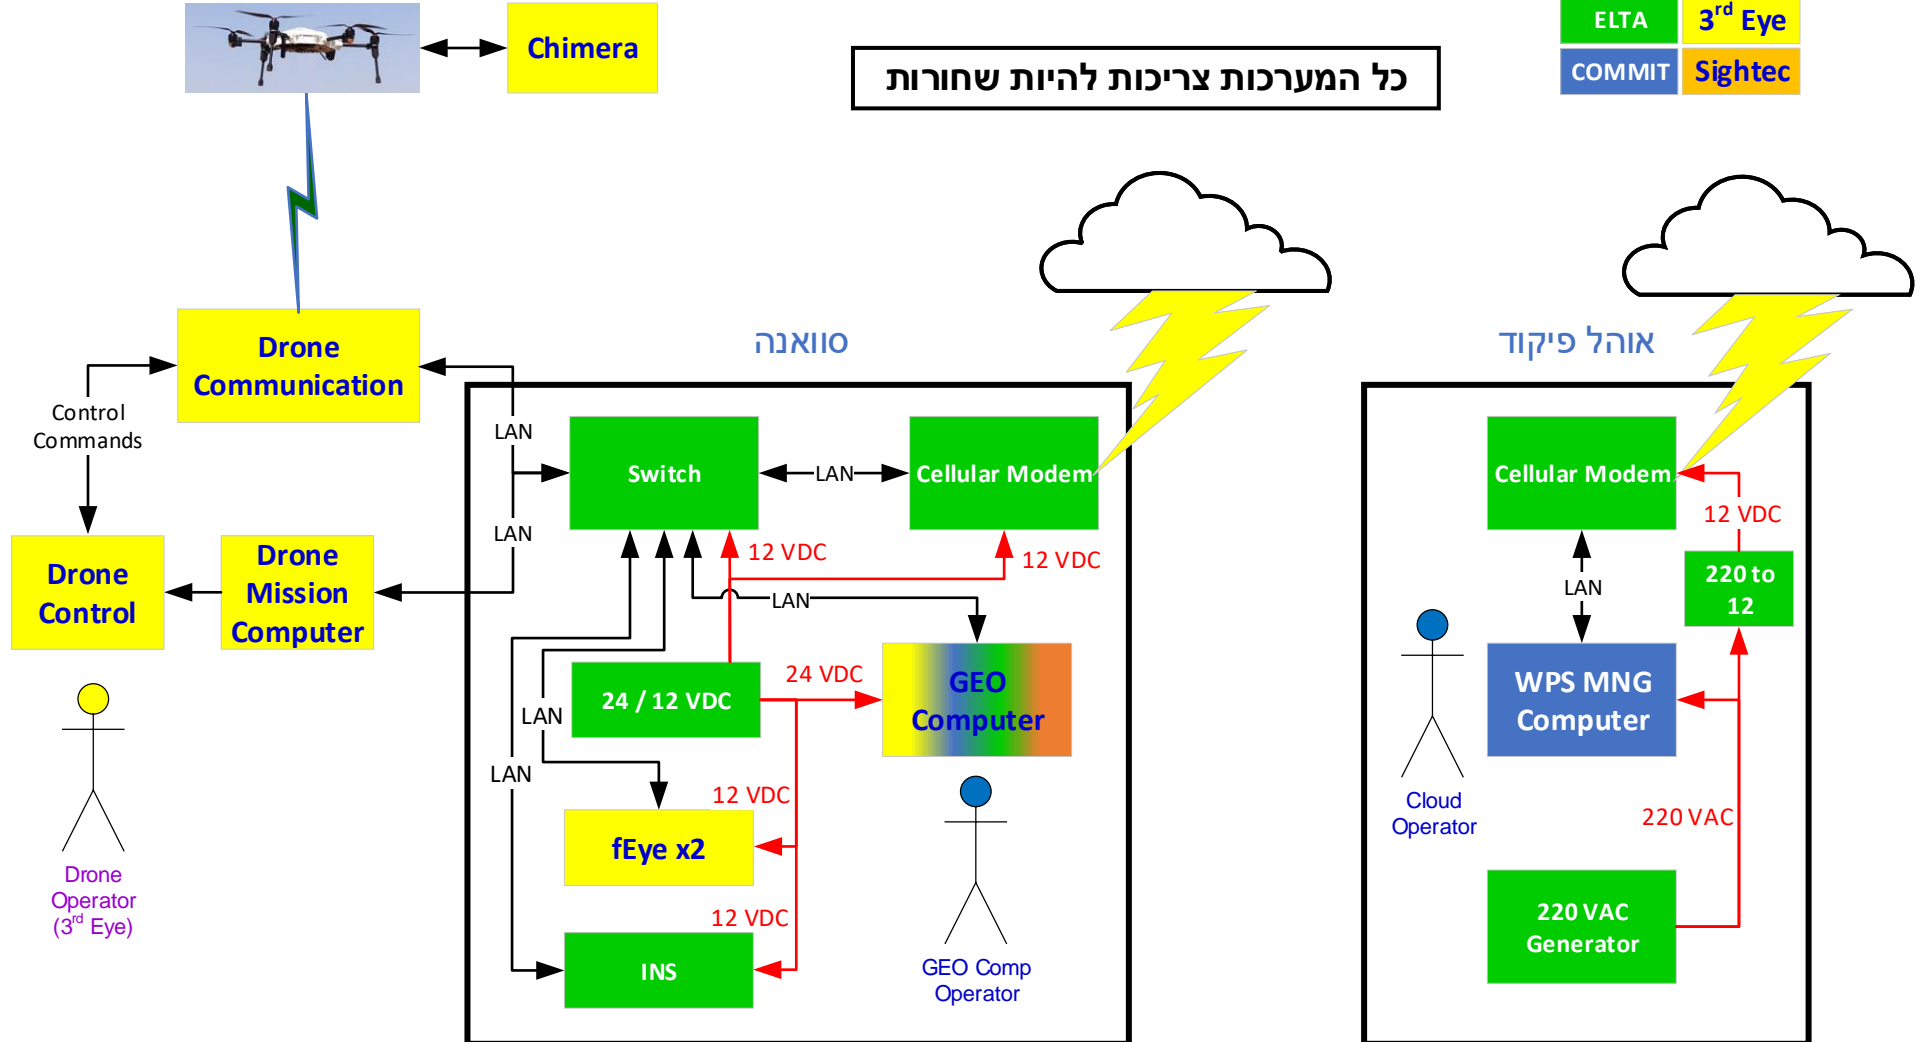 Chimera
כל המערכות צריכות להיות שחורות
ELTA
3rd Eye
COMMIT
Sightec
Drone
Communication
Control
Commands
Drone
Control
Drone
Mission
Computer
Drone
Operator
(3rd Eye)
סוואנה
LAN
LAN
Switch
LAN
Cellular Modem
12 VDC
12 VDC
LAN
24 / 12 VDC
24 VDC
GEO
Computer
LAN
LAN
12 VDC
fEye x2
12 VDC
INS
GEO Comp
Operator
אוהל פיקוד
Cellular Modem
12 VDC
LAN
220 to
12
WPS MNG
Computer
Cloud
Operator
220 VAC
220 VAC
Generator